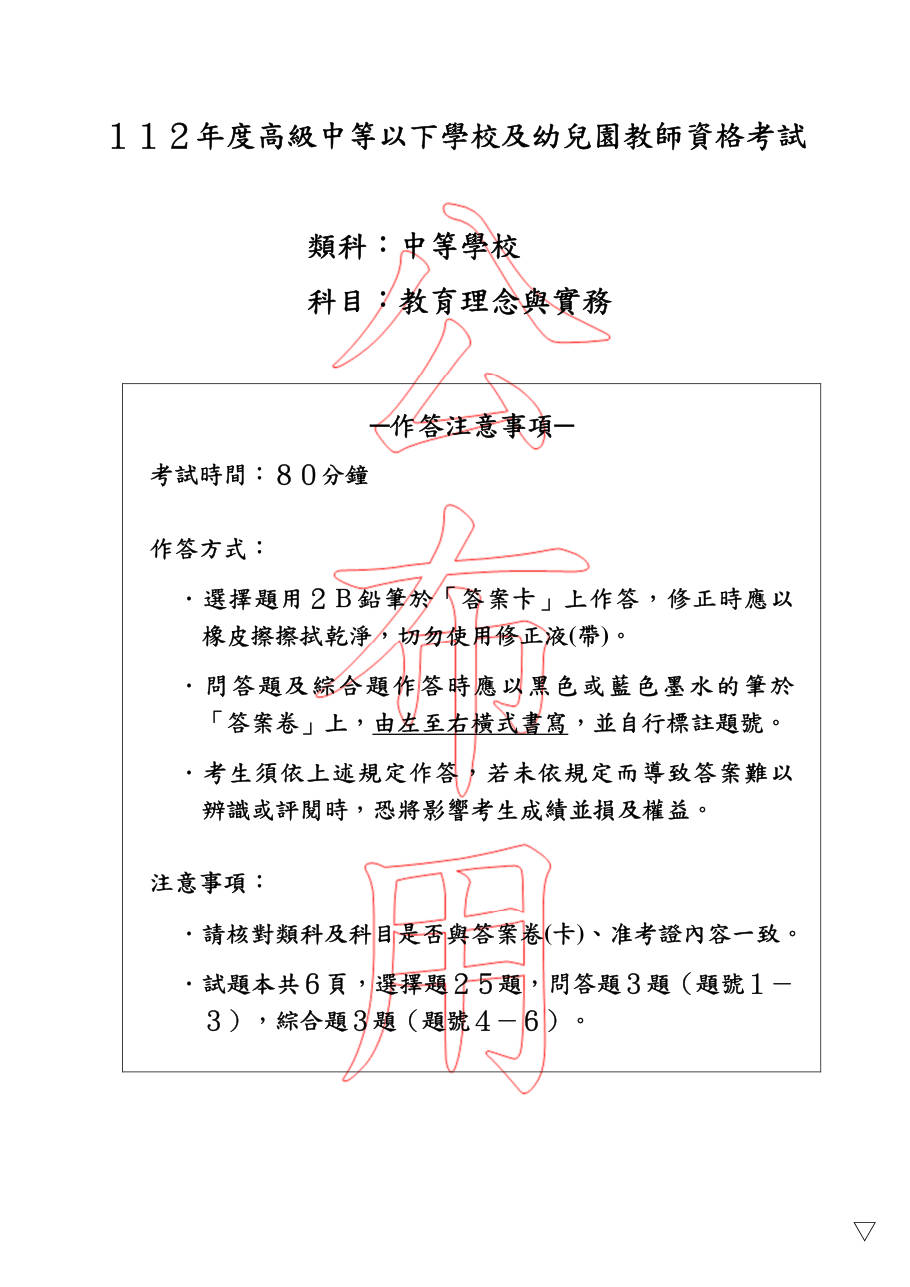 112年度高級中等以下學校及幼兒園教師資格考試
類科：中等學校
科目：教育理念與實務
─作答注意事項─
考試時間：80分鐘
作答方式：
．選擇題用2B鉛筆於「答案卡」上作答，修正時應以
橡皮擦擦拭乾淨，切勿使用修正液(帶)。
．問答題及綜合題作答時應以黑色或藍色墨水的筆於
「答案卷」上，由左至右橫式書寫，並自行標註題號。
．考生須依上述規定作答，若未依規定而導致答案難以
辨識或評閱時，恐將影響考生成績並損及權益。
注意事項：
．請核對類科及科目是否與答案卷(卡)、准考證內容一致。
．試題本共6頁，選擇題25題，問答題3題（題號1－
3），綜合題3題（題號4－6）。
公
布
用